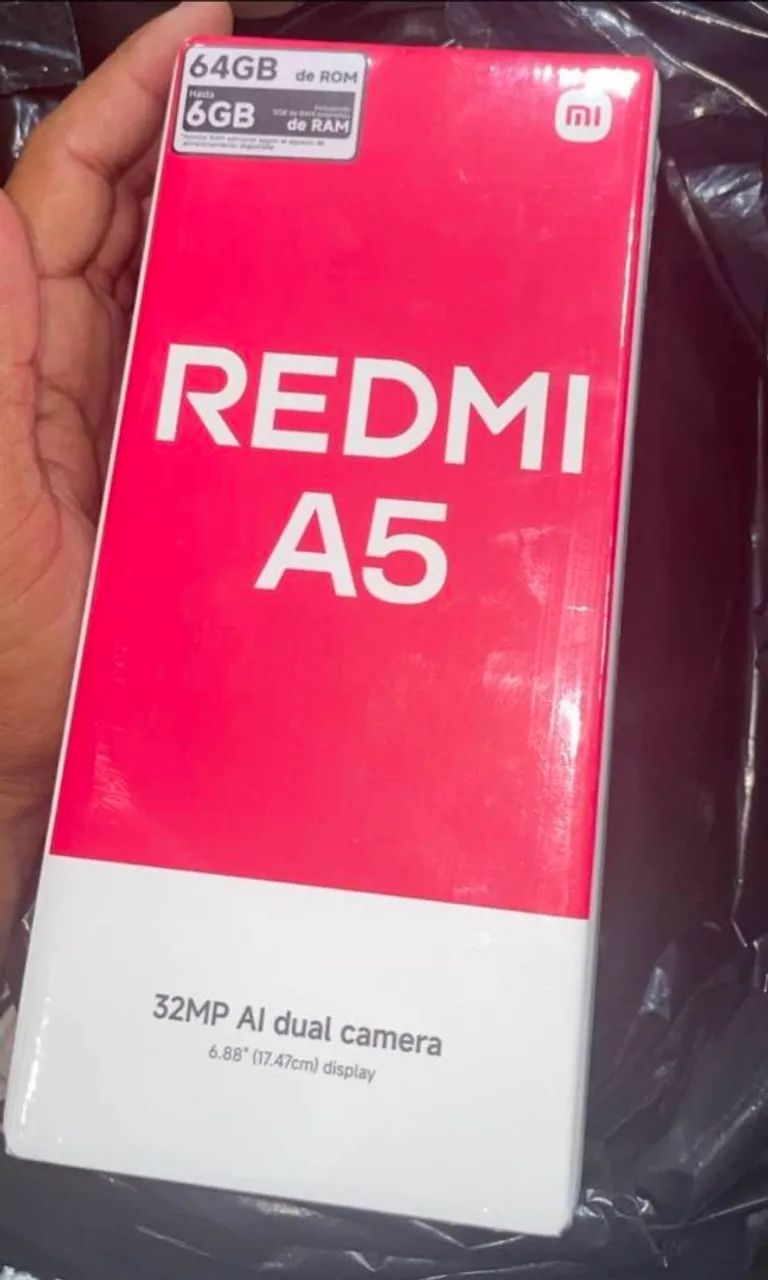 64GB de ROM
Hasta
6GB de RAM
mi
REDMI
A5
32MP AI dual camera
6.88" (17.47cm) display